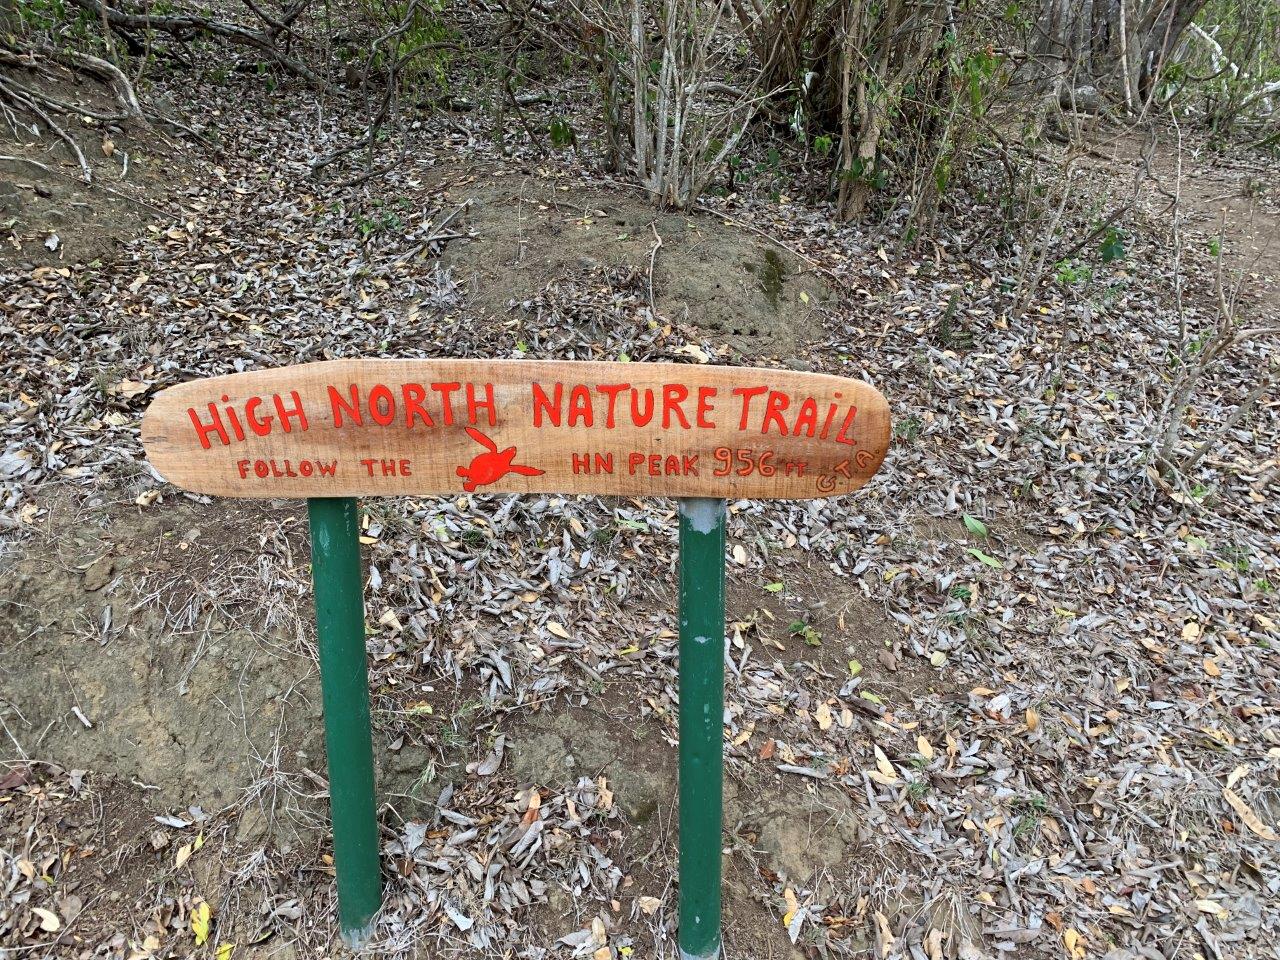 HiGH NORTH NATURE TRAiL
FOLLOW THE HN PEAK 956 FT G.T.A.